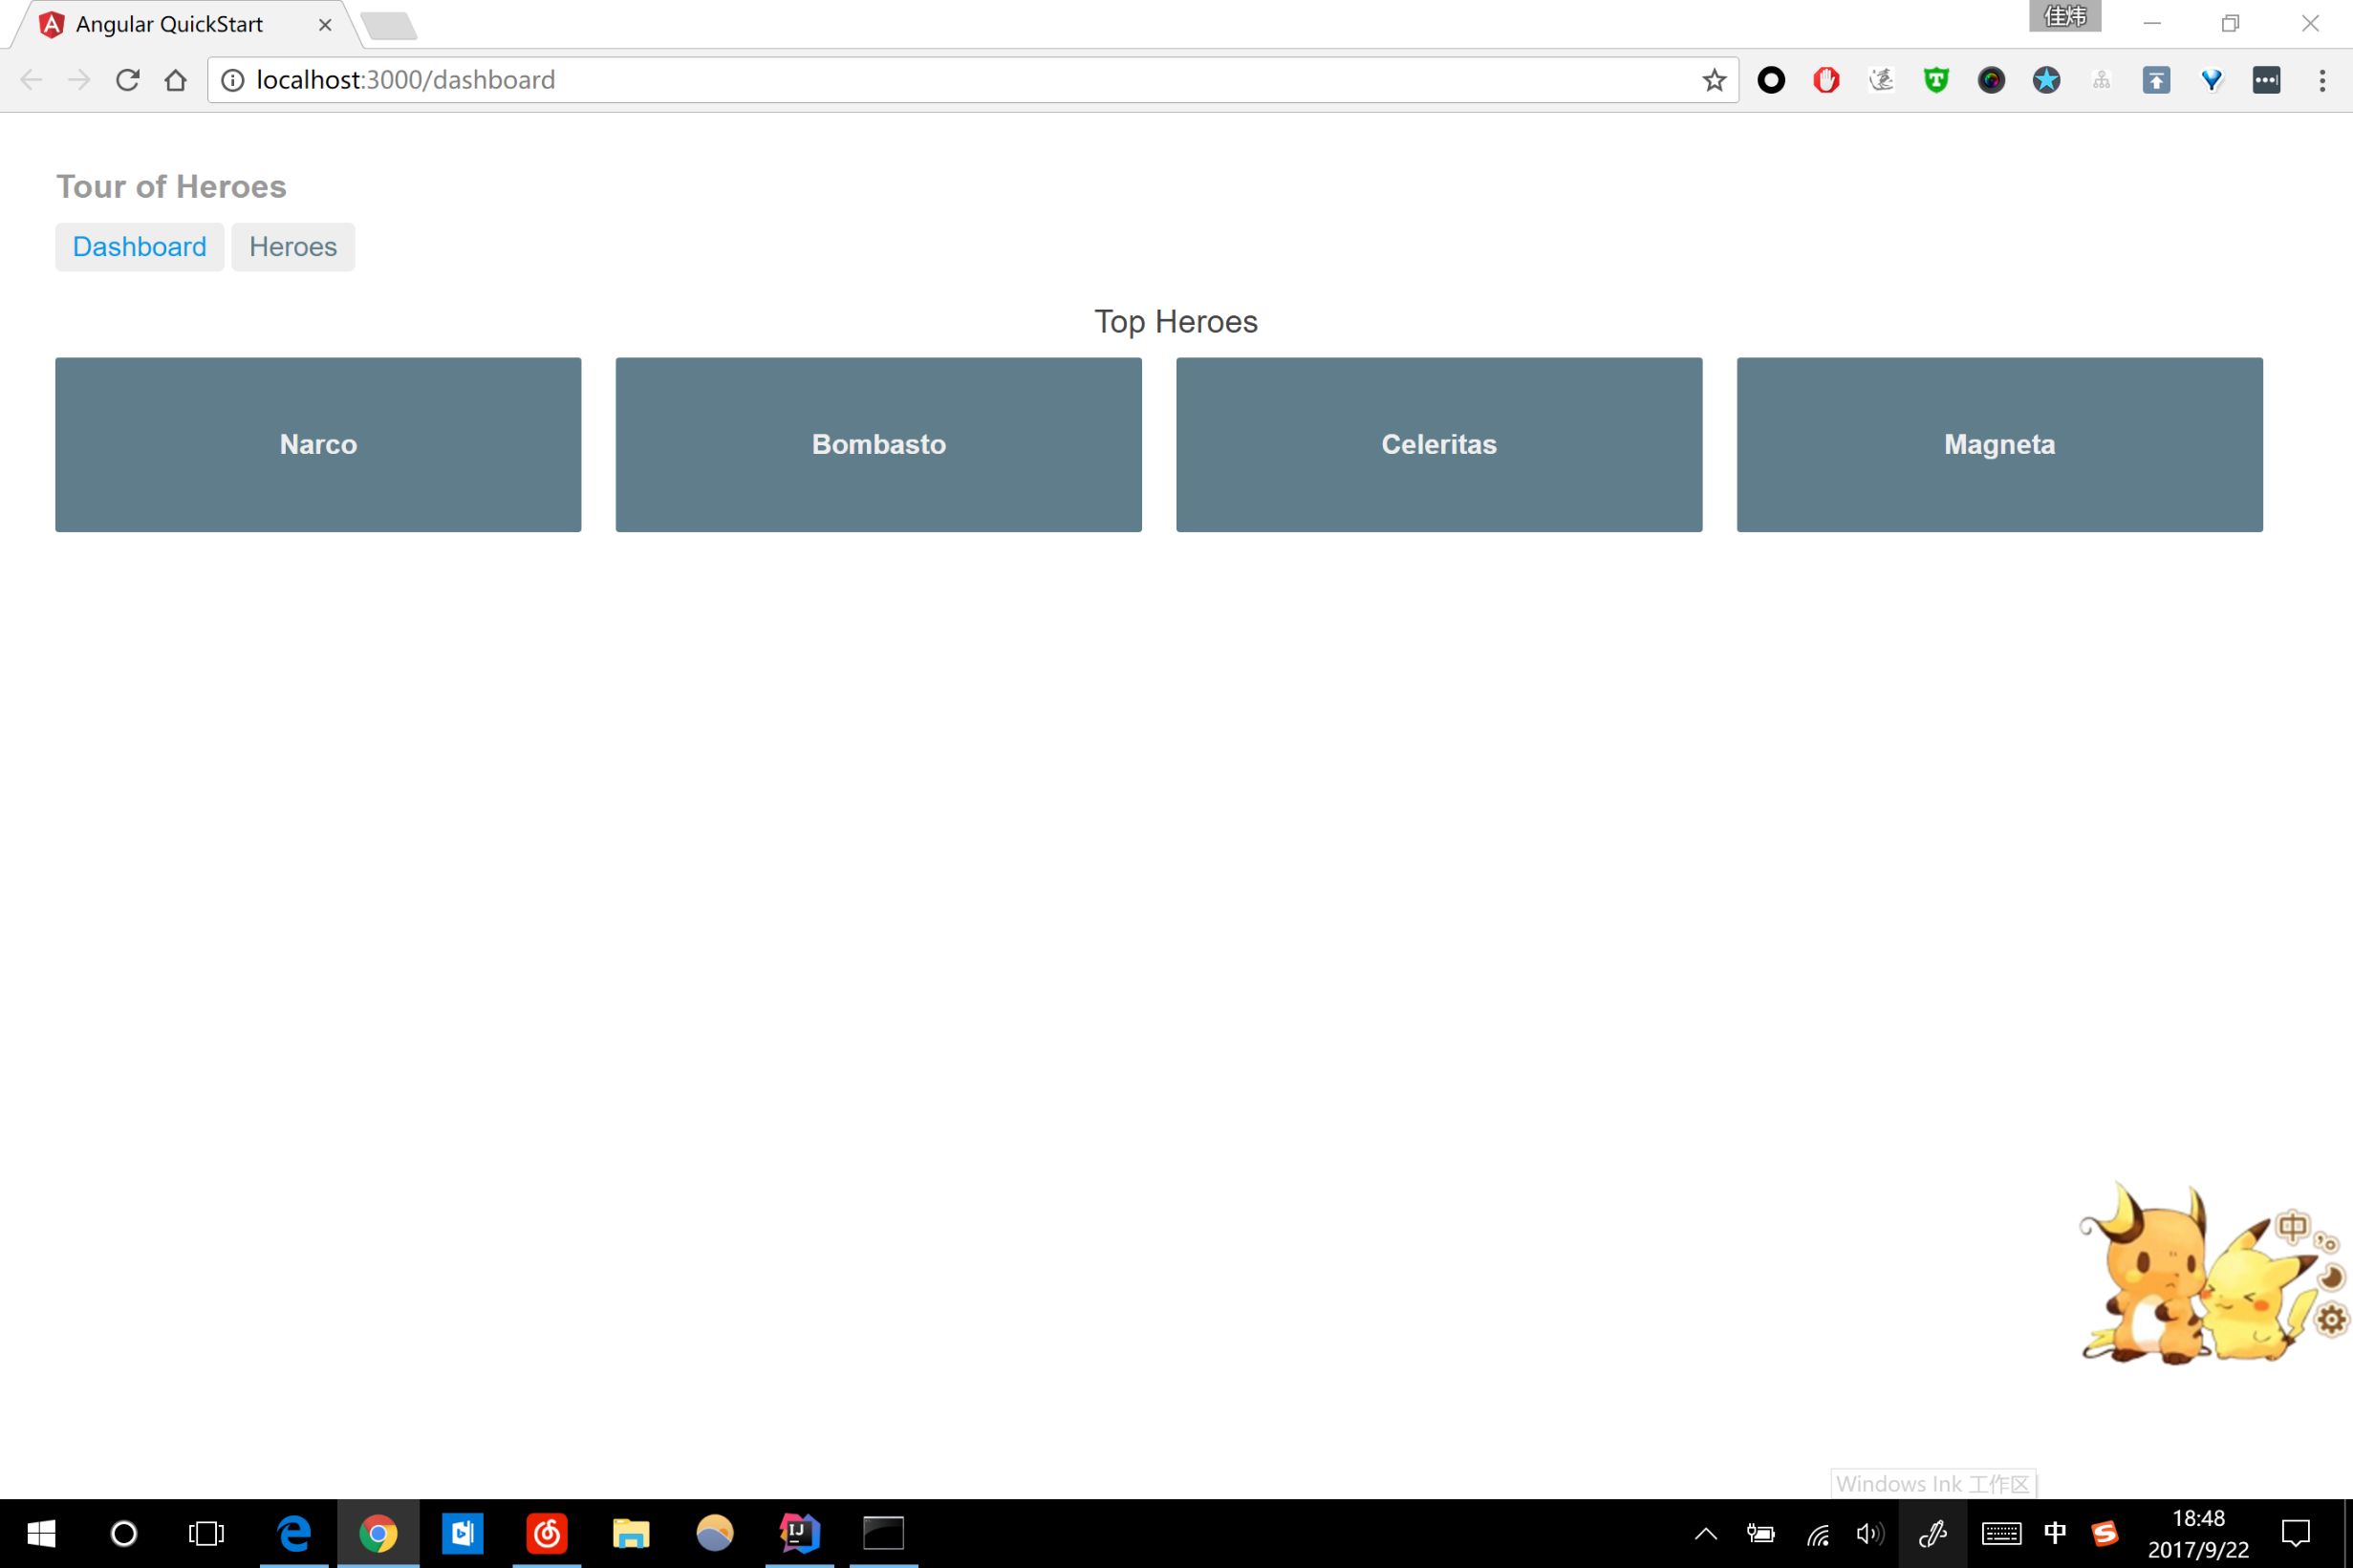 Angular QuickStart
佳炜
localhost:3000/dashboard
Tour of Heroes
Dashboard Heroes
Top Heroes
Narco Bombasto Celeritas Magneta
中
Windows Ink 工作区
中
18:48
2017/9/22